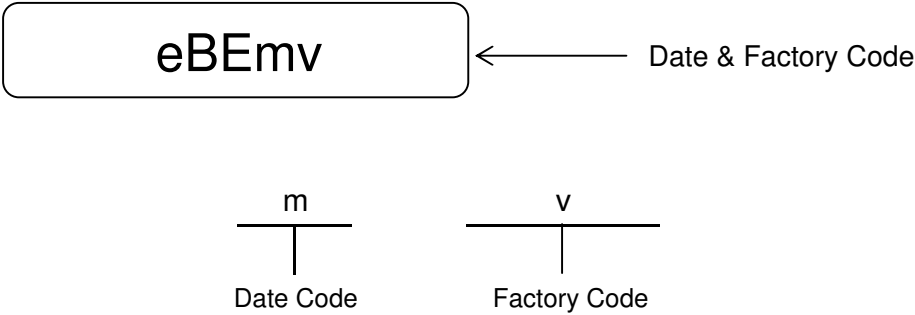 eBEmv
Date & Factory Code
m
v
Date Code
Factory Code